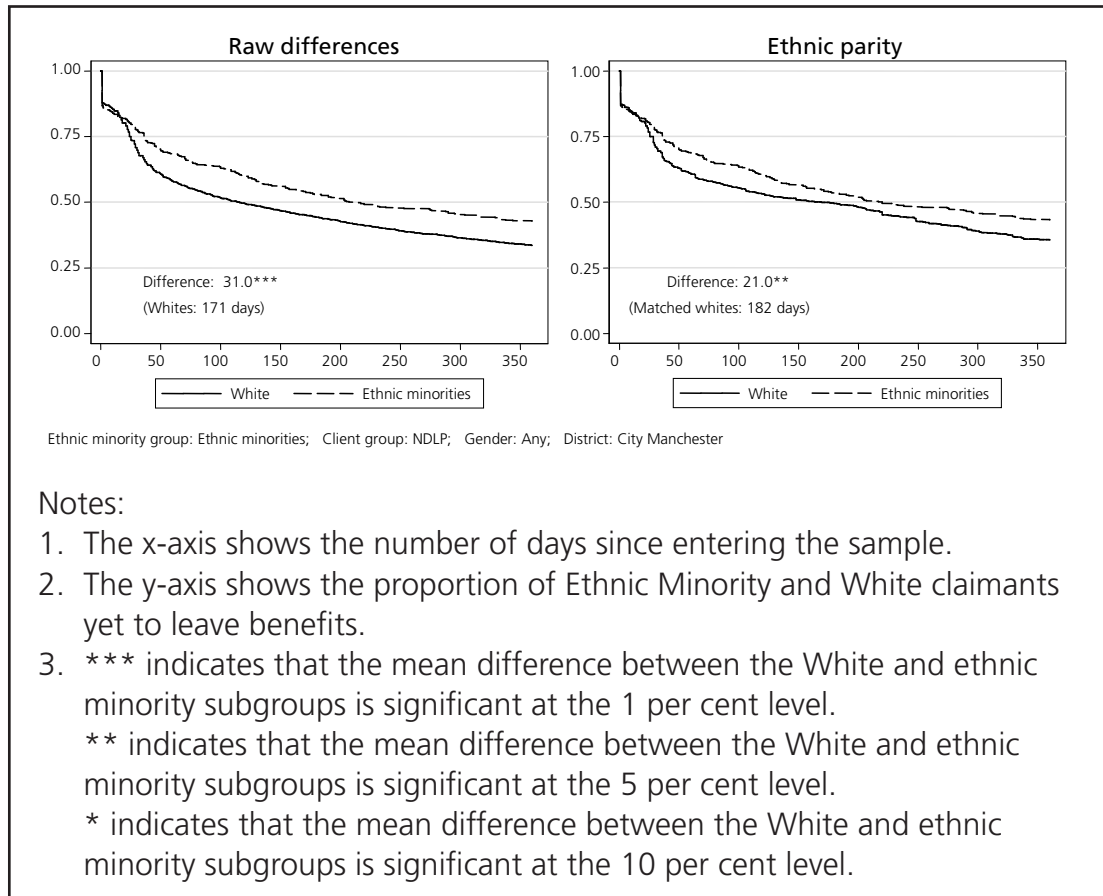 Raw differences
1.00
0.75
0.50
0.25
0.00
Difference: 31.0***
(Whites: 171 days)
0 50 100 150 200 250 300 350
White Ethnic minorities
Ethnic parity
1.00
0.75
0.50
0.25
0.00
Difference: 21.0**
(Matched whites: 182 days)
0 50 100 150 200 250 300 350
White Ethnic minorities
Ethnic minority group: Ethnic minorities; Client group: NDLP; Gender: Any; District: City Manchester
Notes:
1. The x-axis shows the number of days since entering the sample.
2. The y-axis shows the proportion of Ethnic Minority and White claimants
yet to leave benefits.
3. *** indicates that the mean difference between the White and ethnic
minority subgroups is significant at the 1 per cent level.
** indicates that the mean difference between the White and ethnic
minority subgroups is significant at the 5 per cent level.
* indicates that the mean difference between the White and ethnic
minority subgroups is significant at the 10 per cent level.